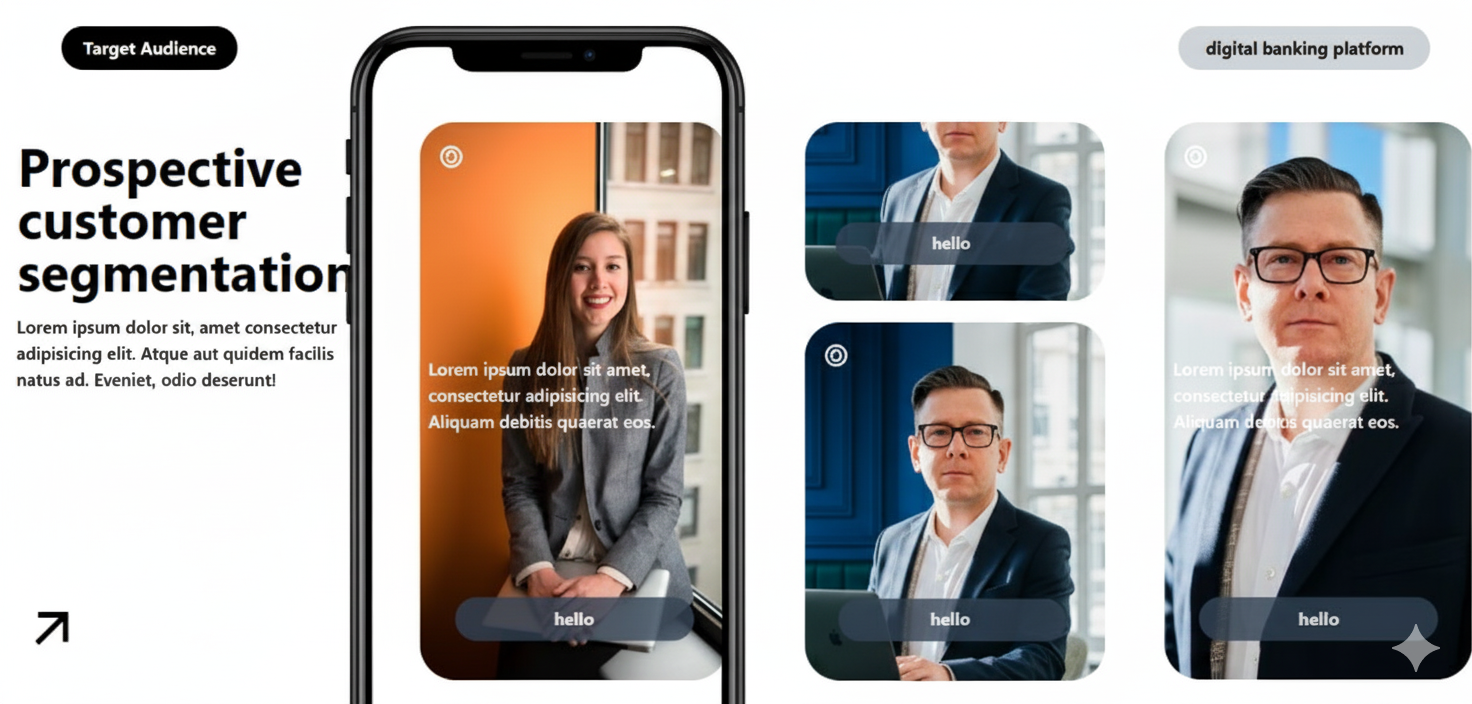 Target Audience
digital banking platform
Prospective
customer
segmentation
Lorem ipsum dolor sit, amet consectetur
adipisicing elit. Atque aut quidem facilis
natus ad. Eveniet, odio deserunt!
Lorem ipsum dolor sit amet,
consectetur adipisicing elit.
Aliquam debitis quaerat eos.
hello
hello
hello
Lorem ipsum dolor sit amet,
consectetur adipisicing elit.
Aliquam debitis quaerat eos.
hello